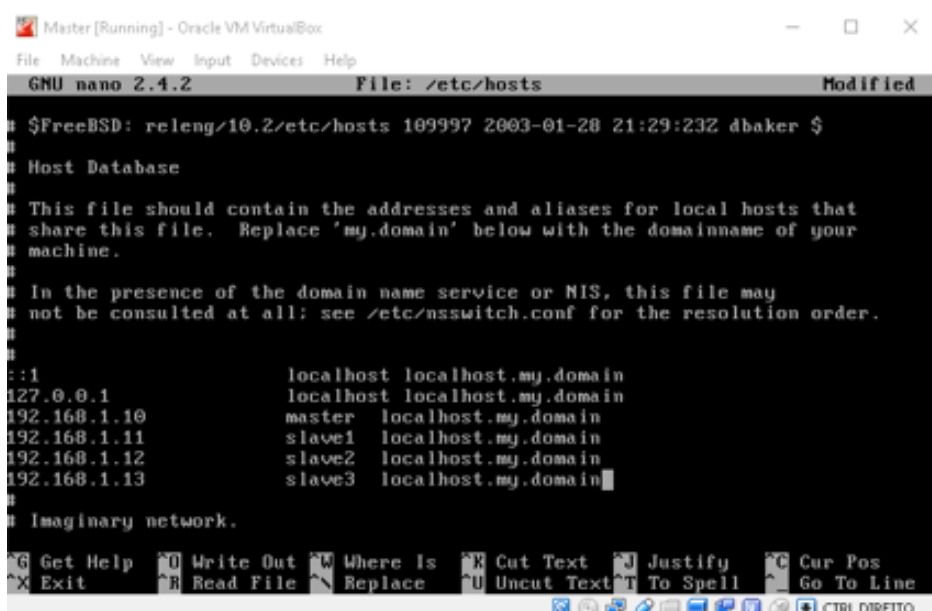 Master [Running] - Oracle VM VirtualBox
File Machine View Input Devices Help
GNU nano 2.4.2 File: /etc/hosts Modified
# $FreeBSD: releng/10.2/etc/hosts 109997 2003-01-28 21:29:23Z dbaker $
#
# Host Database
#
# This file should contain the addresses and aliases for local hosts that
# share this file. Replace 'my.domain' below with the domainname of your
# machine.
#
# In the presence of the domain name service or NIS, this file may
# not be consulted at all; see /etc/nsswitch.conf for the resolution order.
#
#
::1 localhost localhost.my.domain
127.0.0.1 localhost localhost.my.domain
192.168.1.10 master localhost.my.domain
192.168.1.11 slave1 localhost.my.domain
192.168.1.12 slave2 localhost.my.domain
192.168.1.13 slave3 localhost.my.domain
#
# Imaginary network.
^G Get Help ^O Write Out ^W Where Is ^K Cut Text ^J Justify ^C Cur Pos
^X Exit ^R Read File ^\ Replace ^U Uncut Text ^T To Spell ^_ Go To Line
CTRL DIREITO